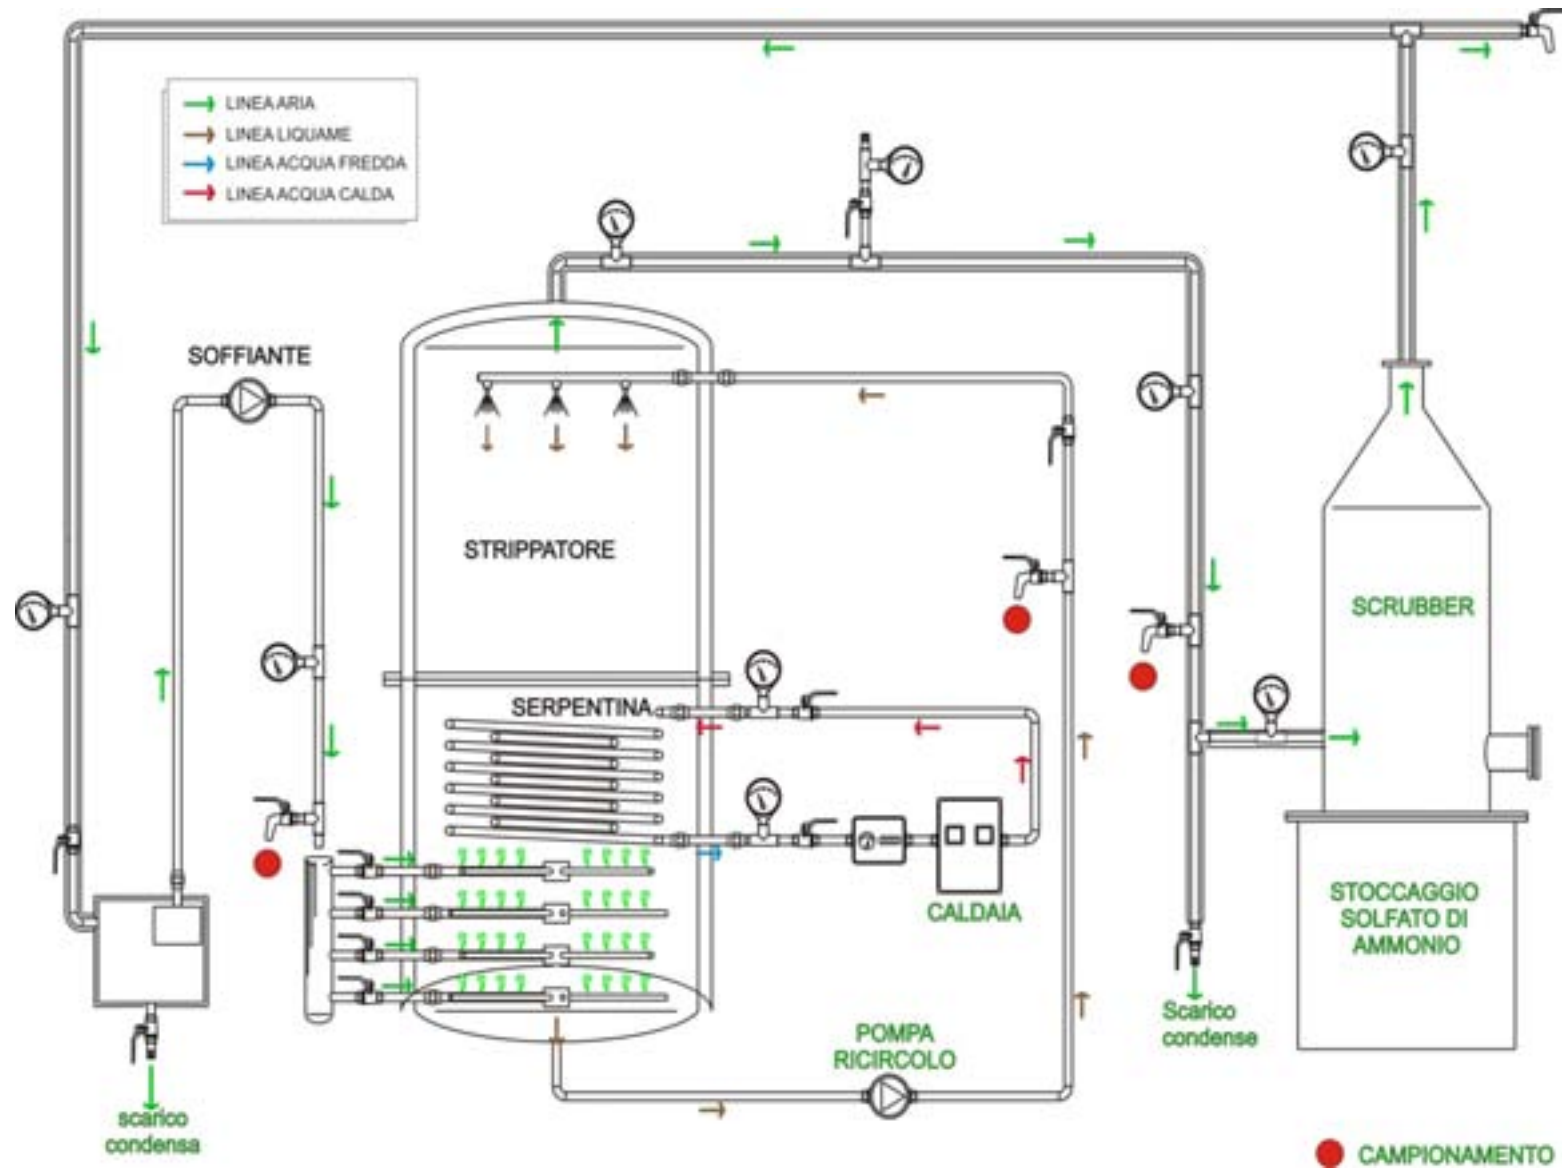 LINEA ARIA
LINEA LIQUAME
LINEA ACQUA FREDDA
LINEA ACQUA CALDA
SOFFIANTE
STRIPPATORE
SCRUBBER
SERPENTINA
CALDAIA
STOCCAGGIO
SOLFATO DI
AMMONIO
Scarico
condense
POMPA
RICIRCOLO
scarico
condensa
CAMPIONAMENTO